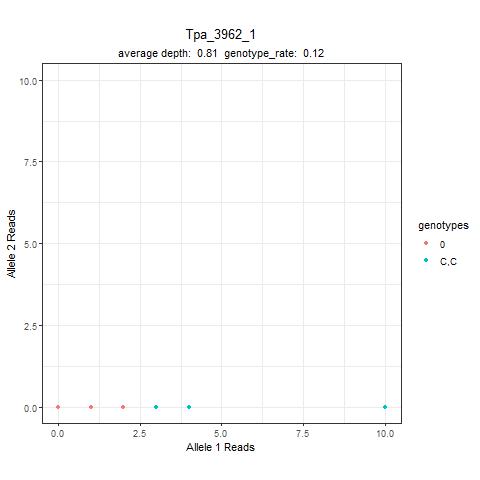 Tpa_3962_1
average depth:  0.81  genotype_rate:  0.12
10.0
7.5
5.0
2.5
0.0
0.0 2.5 5.0 7.5 10.0
Allele 1 Reads
Allele 2 Reads
genotypes
0
C,C